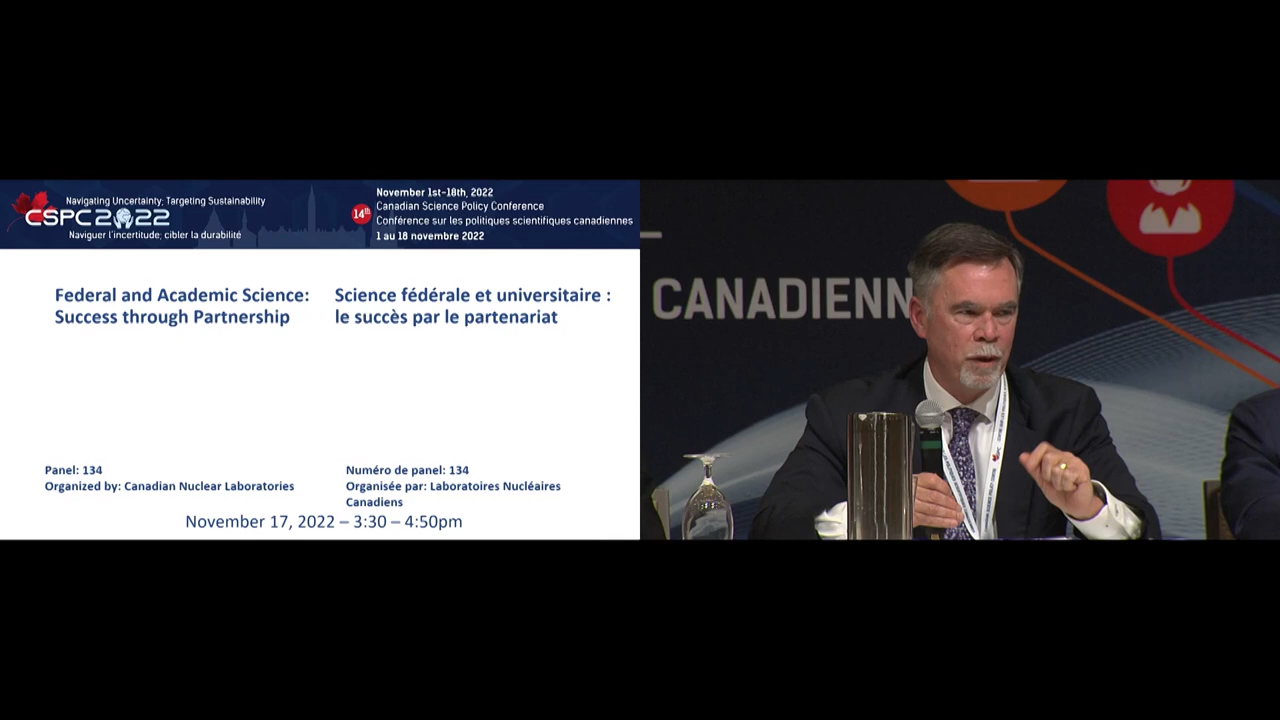 Navigating Uncertainty; Targeting Sustainability
CSPC 2022
Naviguer l'incertitude; cibler la durabilité
14th
November 1st-18th, 2022
Canadian Science Policy Conference
Conférence sur les politiques scientifiques canadiennes
1 au 18 novembre 2022
Federal and Academic Science:
Success through Partnership
Science fédérale et universitaire :
le succès par le partenariat
Panel: 134
Organized by: Canadian Nuclear Laboratories
Numéro de panel: 134
Organisée par: Laboratoires Nucléaires
Canadiens
November 17, 2022 – 3:30 – 4:50pm
CANADIENN
CSPC